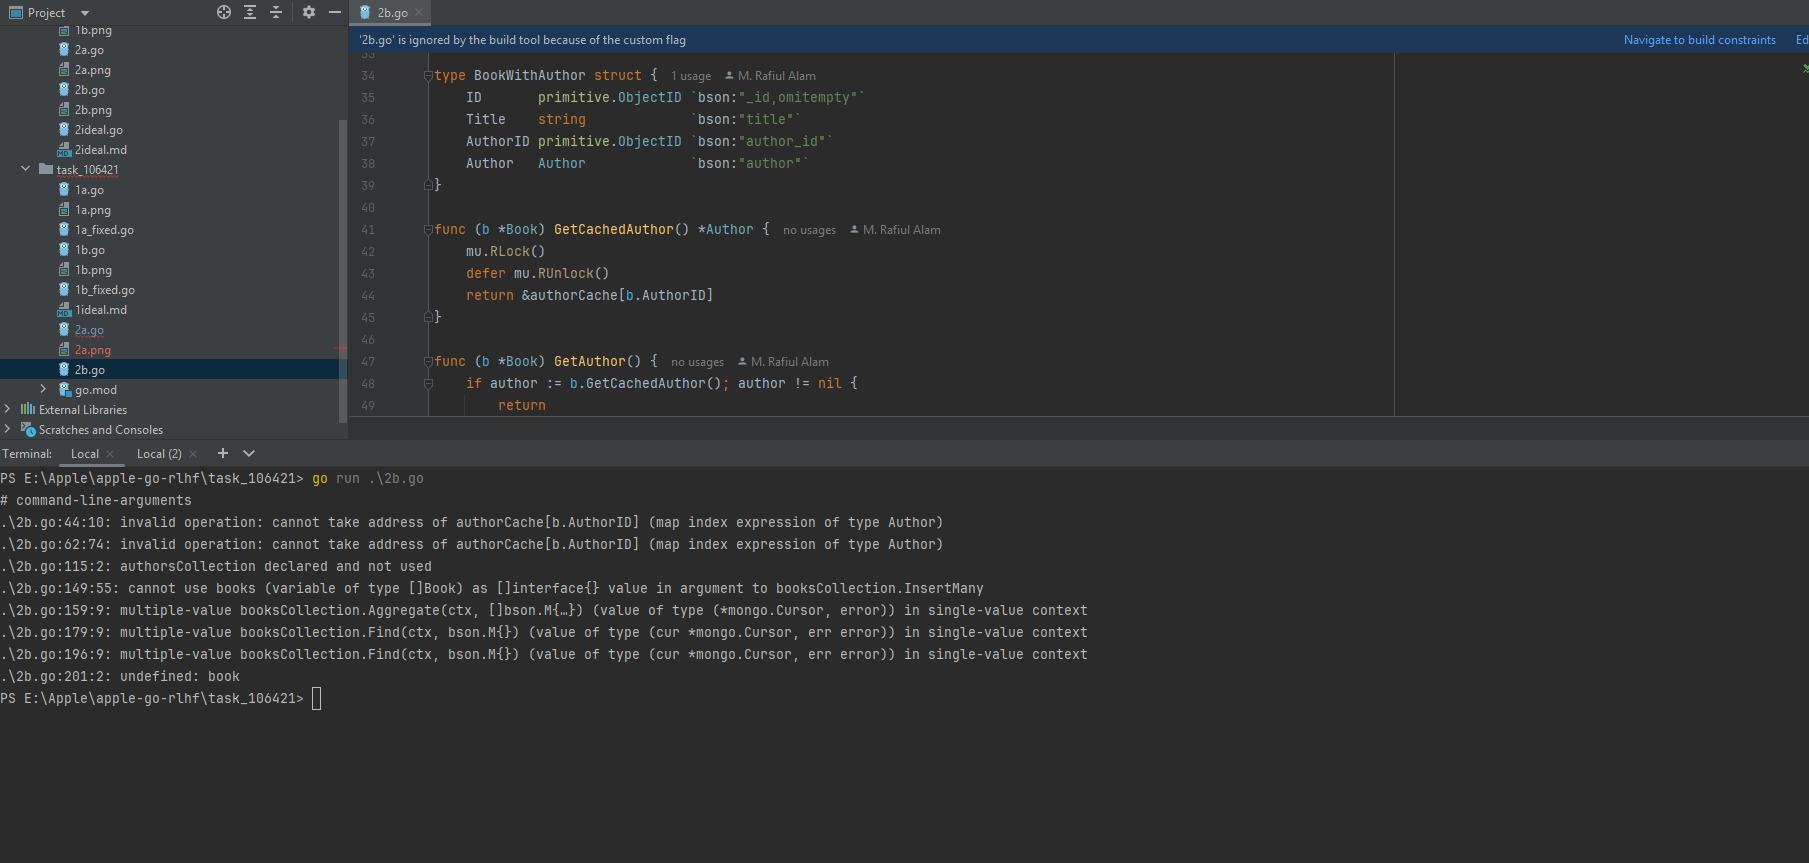 Project
2b.go
1b.png
2a.go
2a.png
2b.go
2b.png
2ideal.go
2ideal.md
task_106421
1a.go
1a.png
1a_fixed.go
1b.go
1b.png
1b_fixed.go
1ideal.md
2a.go
2a.png
2b.go
go.mod
External Libraries
Scratches and Consoles
'2b.go' is ignored by the build tool because of the custom flag
Navigate to build constraints Ed
33
34 type BookWithAuthor struct { 1 usage M. Rafiul Alam
35 ID primitive.ObjectID `bson:"_id,omitempty"`
36 Title string `bson:"title"`
37 AuthorID primitive.ObjectID `bson:"author_id"`
38 Author Author `bson:"author"`
39 }
40
41 func (b *Book) GetCachedAuthor() *Author { no usages M. Rafiul Alam
42 mu.RLock()
43 defer mu.RUnlock()
44 return &authorCache[b.AuthorID]
45 }
46
47 func (b *Book) GetAuthor() { no usages M. Rafiul Alam
48 if author := b.GetCachedAuthor(); author != nil {
49 return
Terminal: Local Local (2)
PS E:\Apple\apple-go-rlhf\task_106421> go run .\2b.go
# command-line-arguments
.\2b.go:44:10: invalid operation: cannot take address of authorCache[b.AuthorID] (map index expression of type Author)
.\2b.go:62:74: invalid operation: cannot take address of authorCache[b.AuthorID] (map index expression of type Author)
.\2b.go:115:2: authorsCollection declared and not used
.\2b.go:149:55: cannot use books (variable of type []Book) as []interface{} value in argument to booksCollection.InsertMany
.\2b.go:159:9: multiple-value booksCollection.Aggregate(ctx, []bson.M{…}) (value of type (*mongo.Cursor, error)) in single-value context
.\2b.go:179:9: multiple-value booksCollection.Find(ctx, bson.M{}) (value of type (cur *mongo.Cursor, err error)) in single-value context
.\2b.go:196:9: multiple-value booksCollection.Find(ctx, bson.M{}) (value of type (cur *mongo.Cursor, err error)) in single-value context
.\2b.go:201:2: undefined: book
PS E:\Apple\apple-go-rlhf\task_106421>